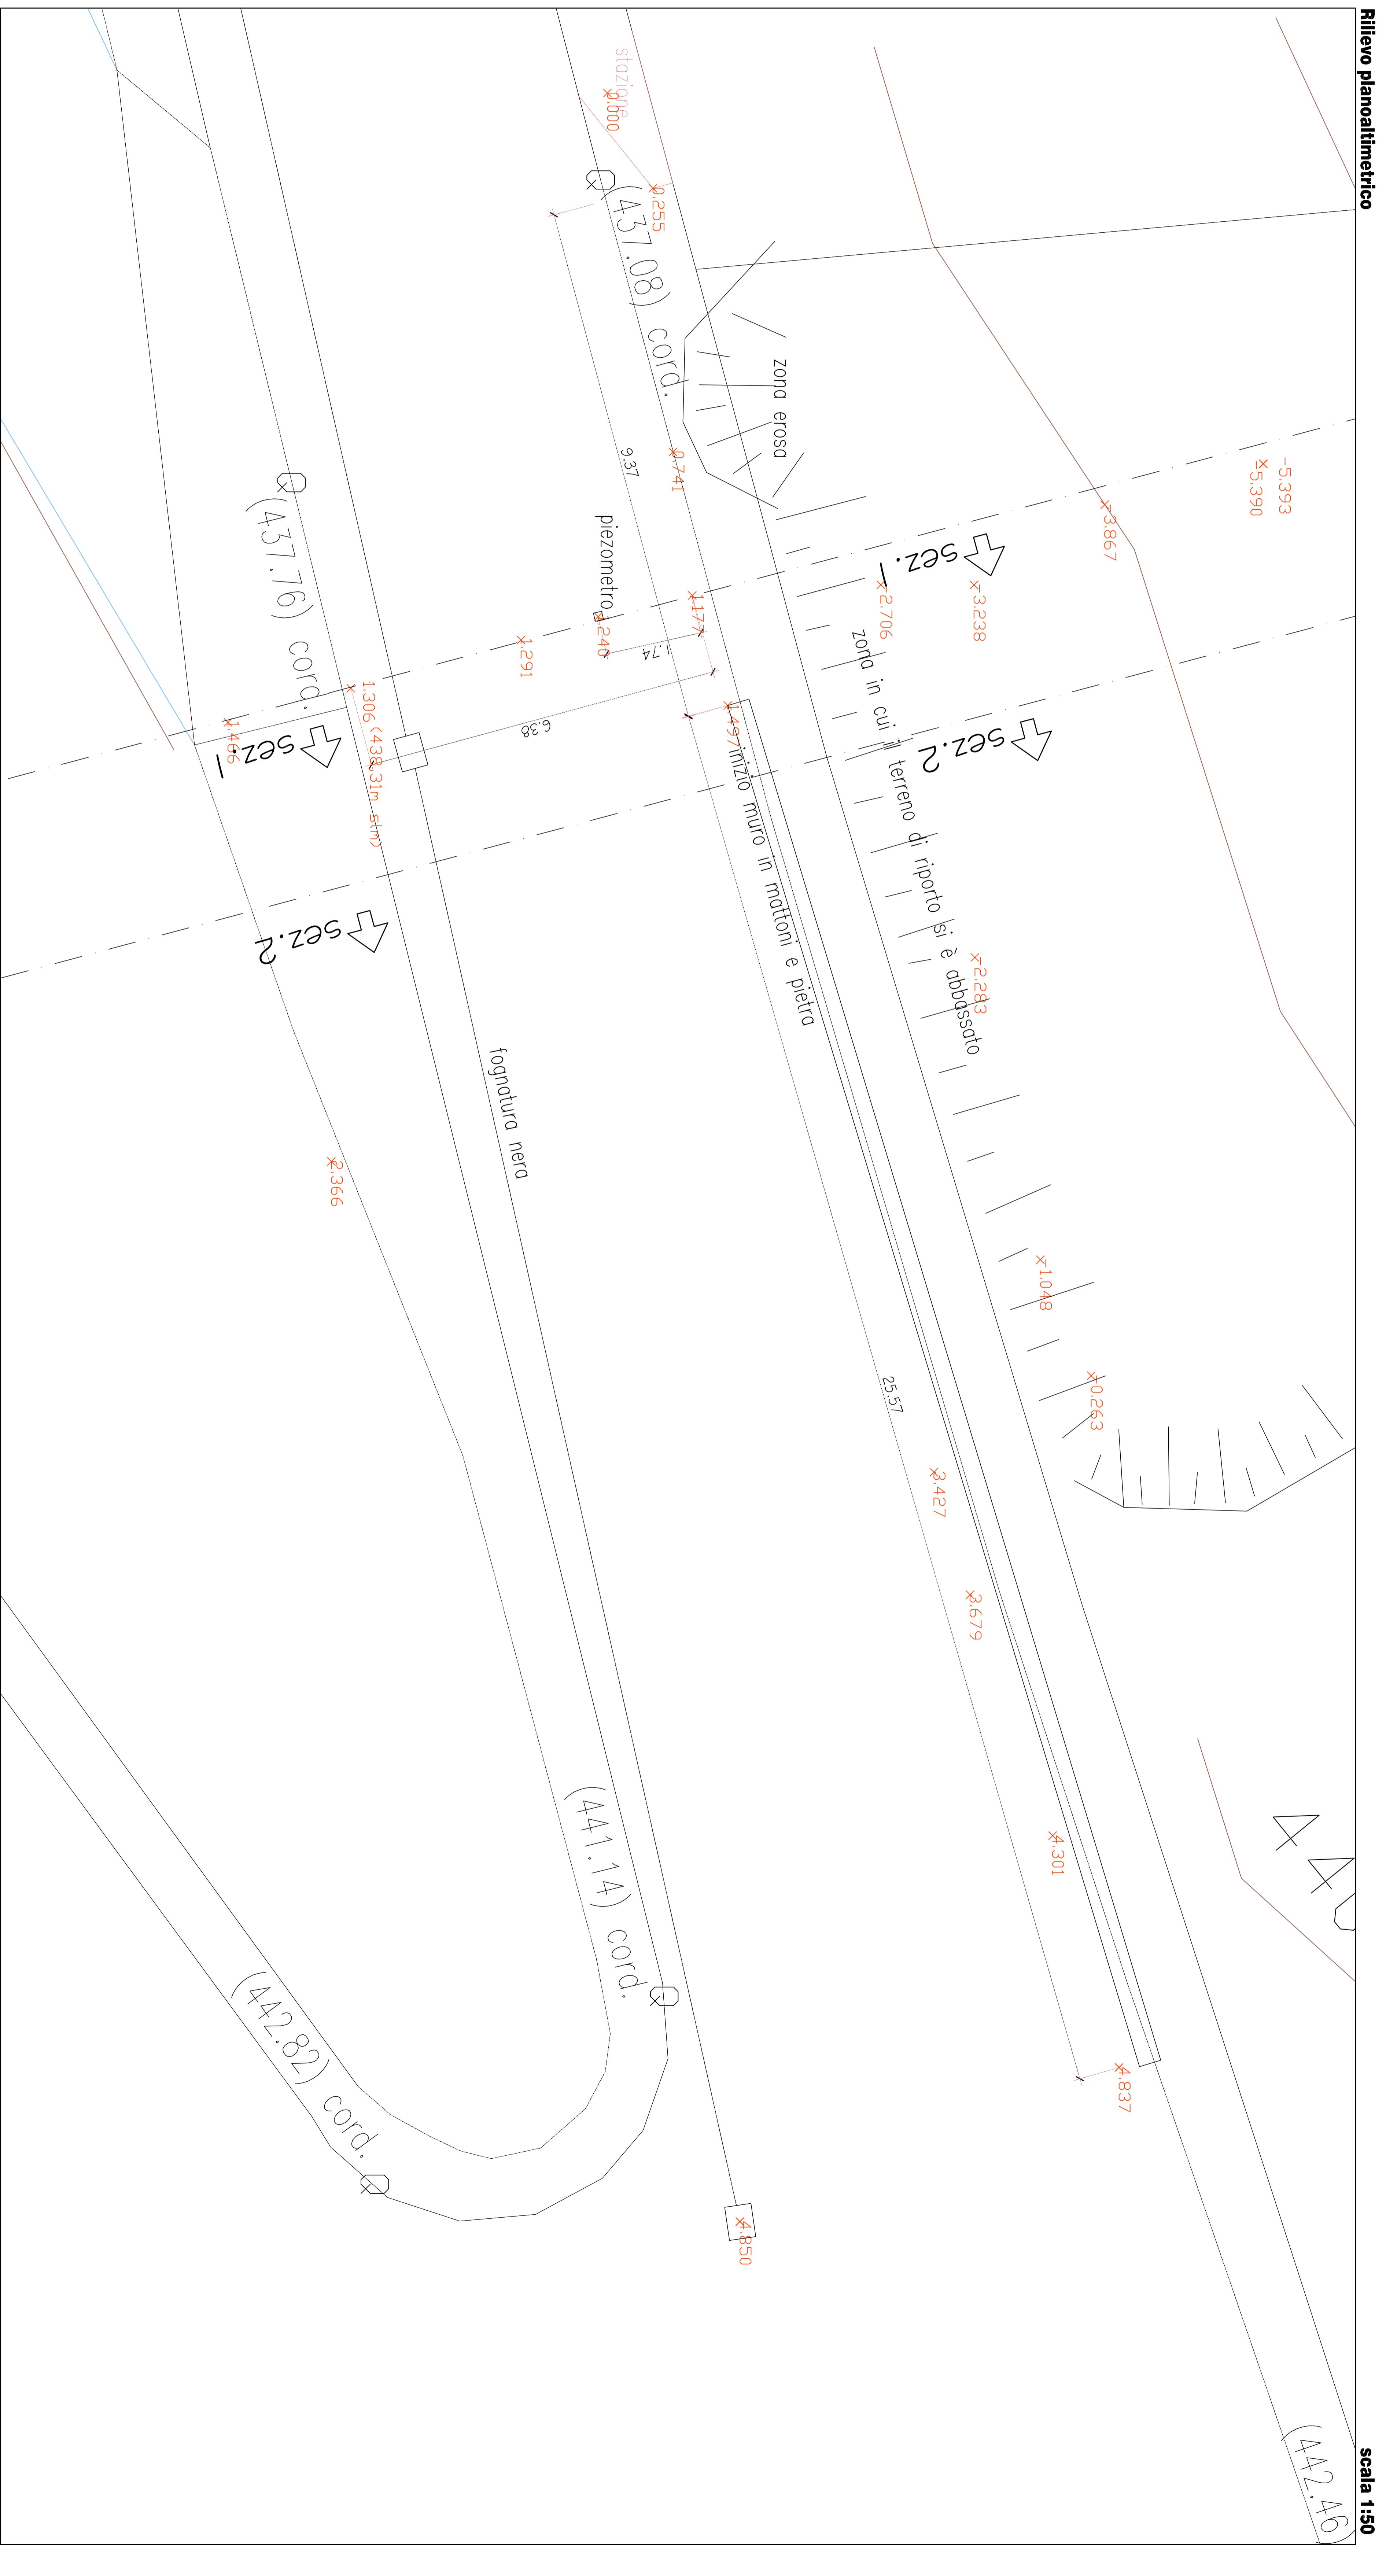 Rilievo planoaltimetrico
scala 1:50
stazione
0.000
0.255
(437.08) cord.
zona erosa
0.741
9.37
-5.393
-5.390
-3.867
sez.1
-3.238
-2.706
piezometro
1.177
1.74
1.291
(437.76) cord.
1.306 (438.31m slm)
1.466
sez.1
6.38
1.497
inizio muro in mattoni e pietra
zona in cui il terreno di riporto si è abbassato
sez.2
sez.2
-2.283
fognatura nera
2.366
-1.048
-0.263
25.57
3.427
3.679
4.301
440
(441.14) cord.
(442.82) cord.
4.837
4.850
(442.46)